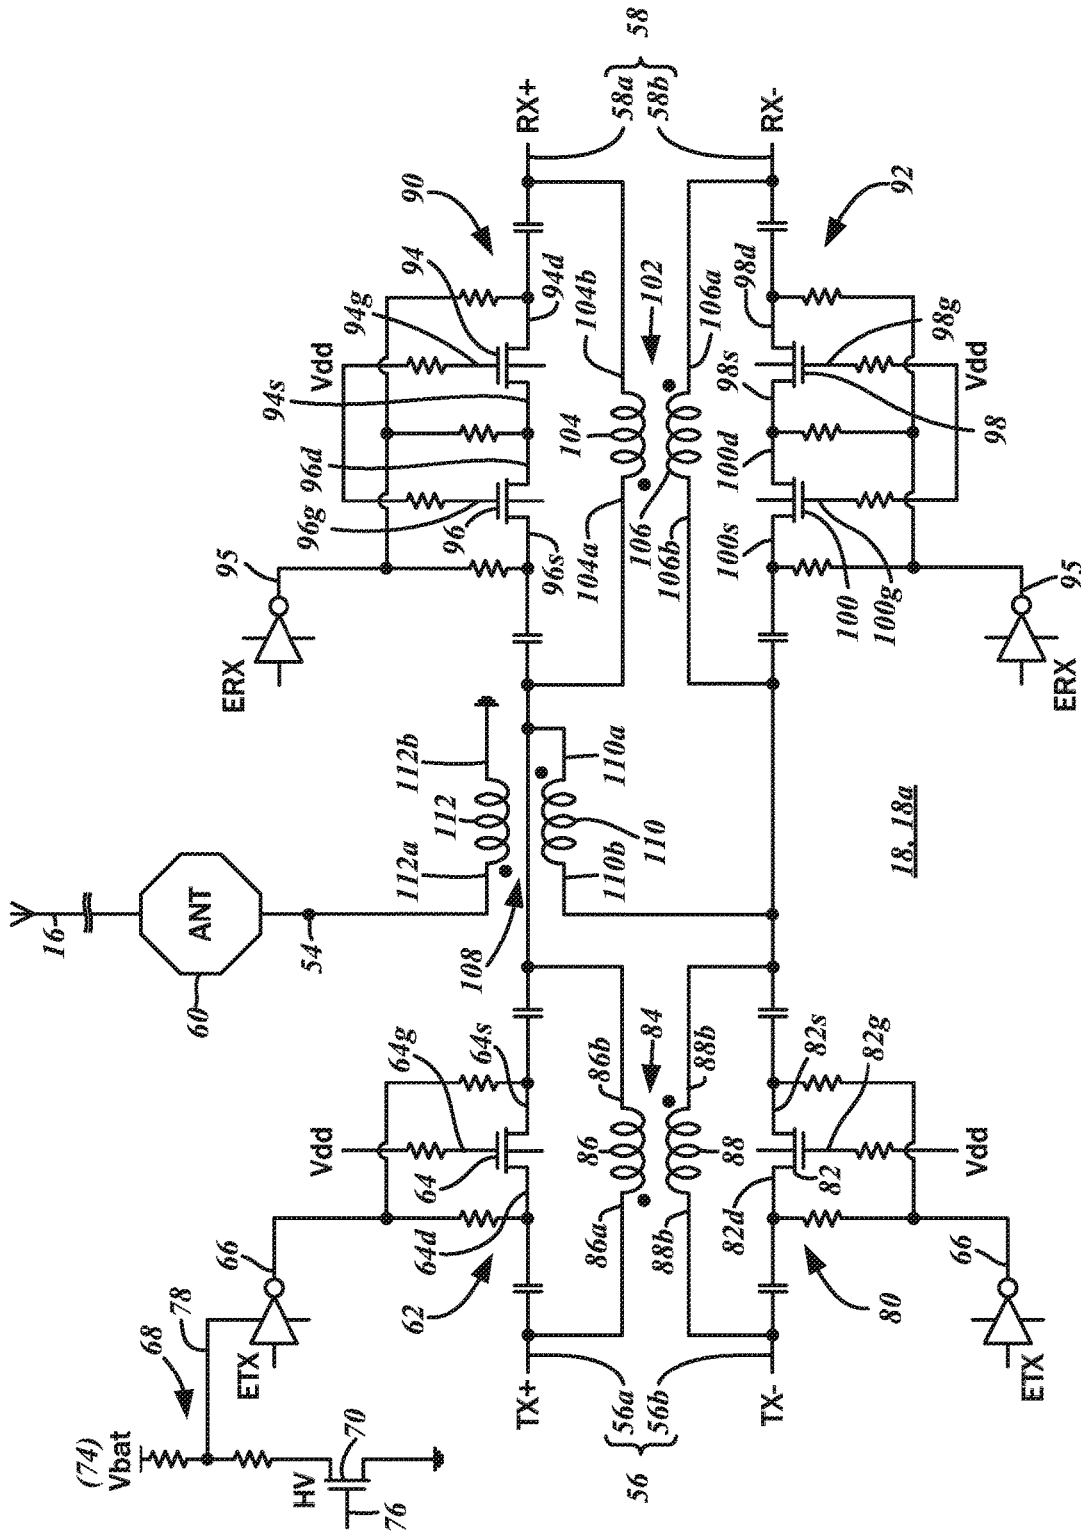 16
(74)
Vbat
68
78
60
ANT
66
ERX
95
ETX
94s
HV
54
96g
96d
Vdd
Vdd
70
94g
76
64g
112a
112b
94
90
62
64d
64
112
96
108
64s
TX+
96s
94d
RX+
104a
104
104b
86a
86
86b
110b
110
110a
56a
58a
56
84
106
102
58
56b
88b
88b
106b
106a
58b
88
82d
100s
100d
98s
98d
TX-
RX-
82
82s
100
80
82g
100g
18, 18a
92
98g
66
Vdd
98
Vdd
ETX
ERX
95